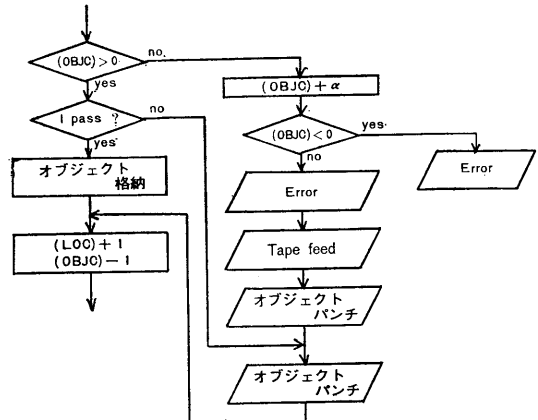 (OBJC)>0
no
yes
(OBJC)+α
1 pass ?
no
yes
(OBJC)<0
yes
no
オブジェクト
格納
Error
Error
(LOC)+1
(OBJC)-1
Tape feed
オブジェクト
パンチ
オブジェクト
パンチ